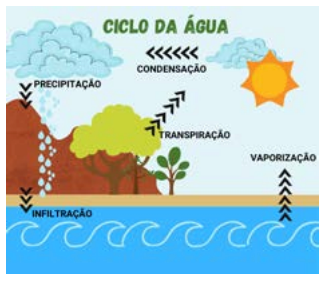 CICLO DA ÁGUA
CONDENSAÇÃO
PRECIPITAÇÃO
TRANSPIRAÇÃO
VAPORIZAÇÃO
INFILTRAÇÃO